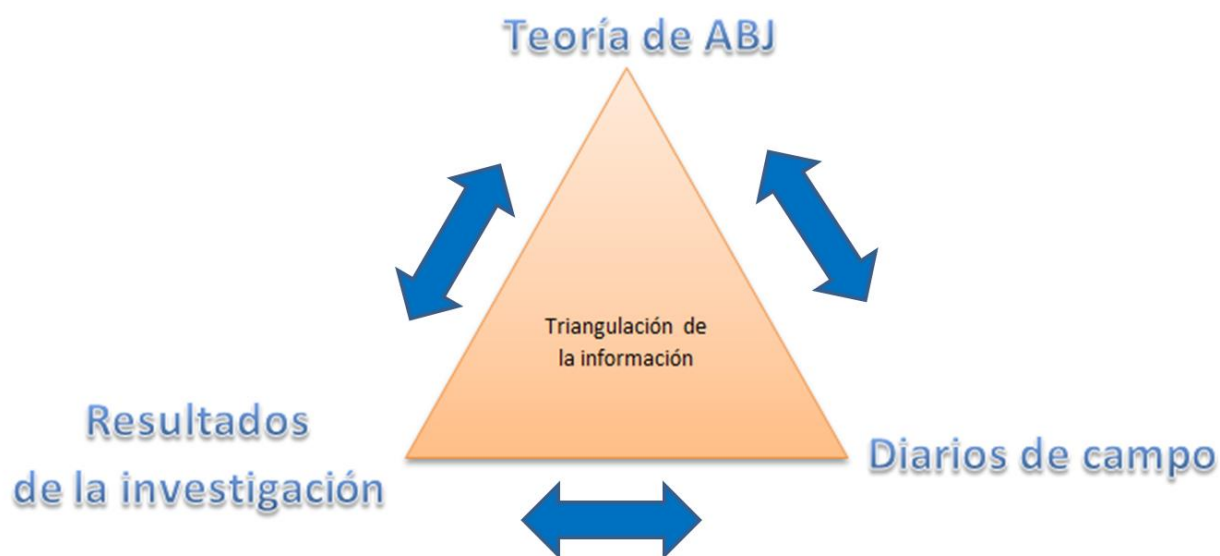 Teoría de ABJ
Triangulación de
la información
Resultados
de la investigación
Diarios de campo